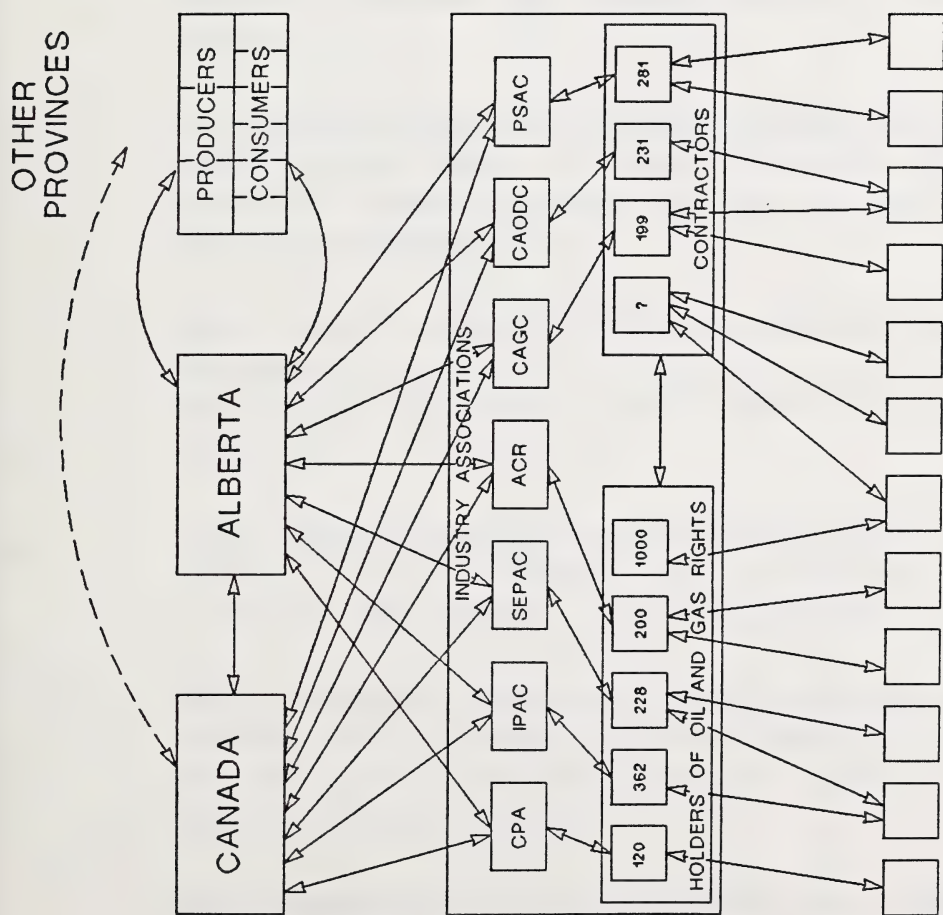 OTHER
PROVINCES
PRODUCERS
CONSUMERS
CANADA
ALBERTA
INDUSTRY ASSOCIATIONS
CPA
IPAC
SEPAC
ACR
CAGC
CAODC
PSAC
120
362
228
200
1000
HOLDERS OF OIL AND GAS RIGHTS
?
199
231
281
CONTRACTORS